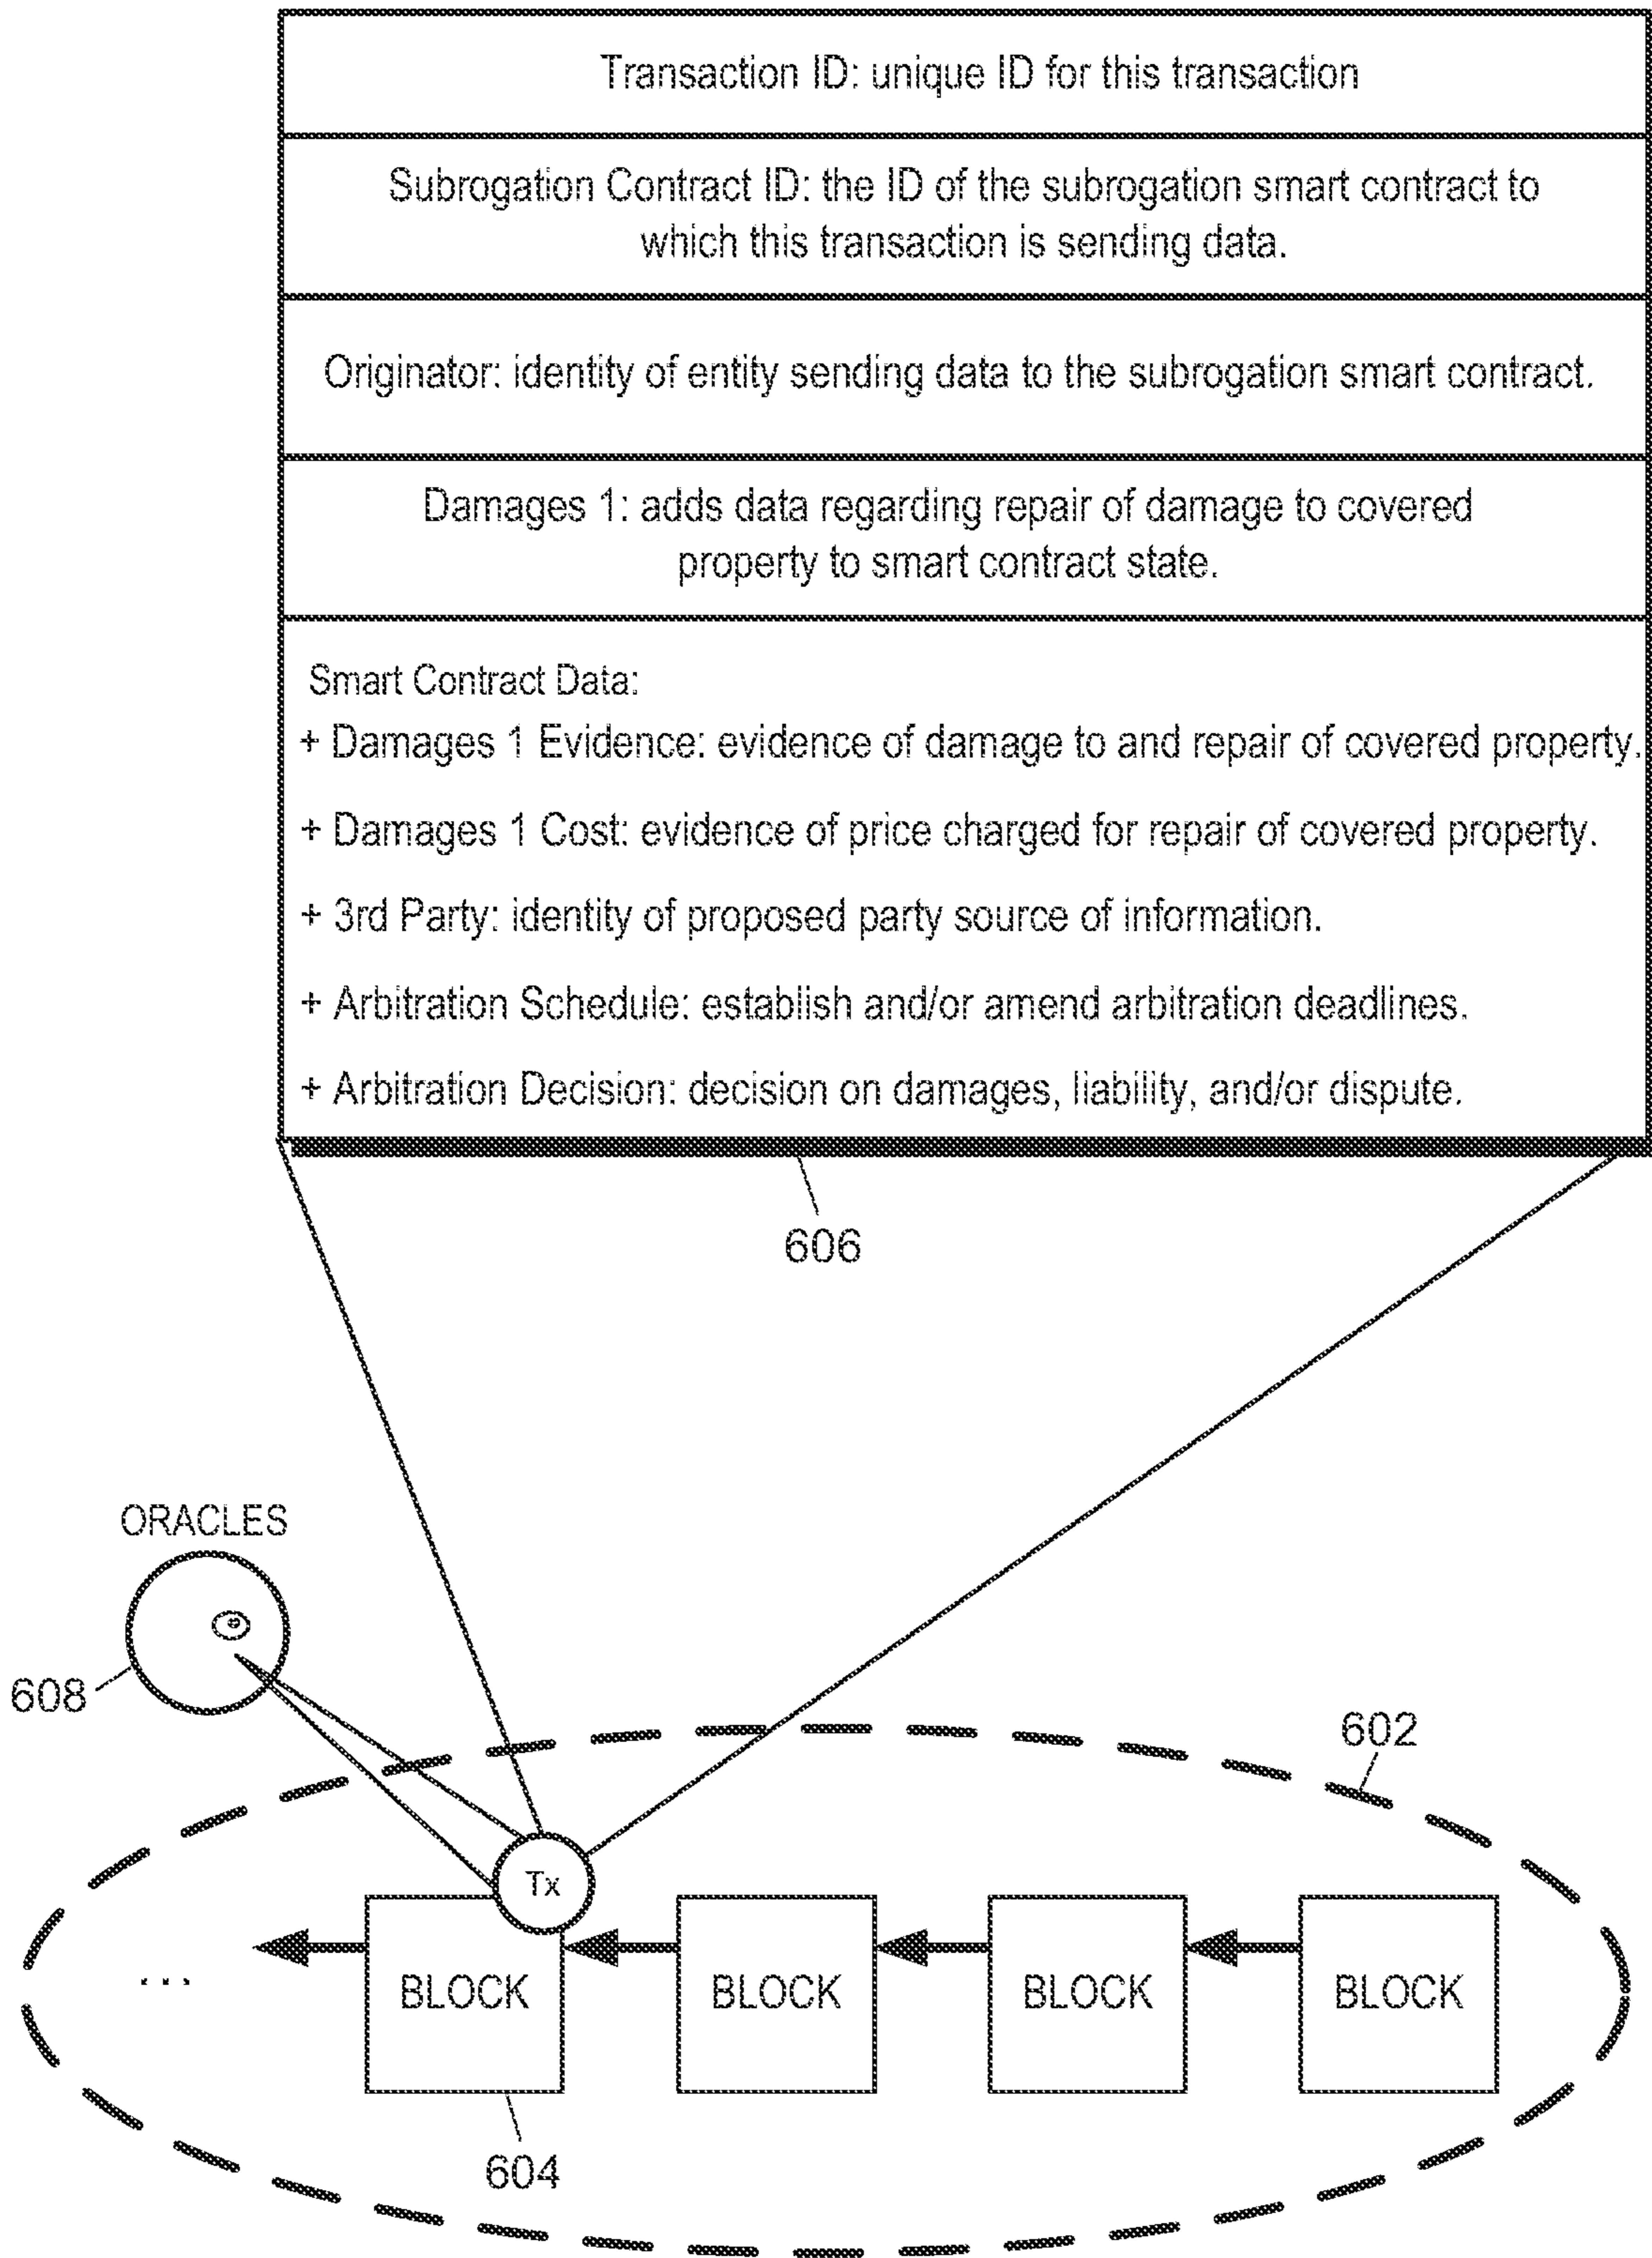 Transaction ID: unique ID for this transaction
Subrogation Contract ID: the ID of the subrogation smart contract to
which this transaction is sending data.
Originator: identity of entity sending data to the subrogation smart contract.
Damages 1: adds data regarding repair of damage to covered
property to smart contract state.
Smart Contract Data:
+ Damages 1 Evidence: evidence of damage to and repair of covered property.
+ Damages 1 Cost: evidence of price charged for repair of covered property.
+ 3rd Party: identity of proposed party source of information.
+ Arbitration Schedule: establish and/or amend arbitration deadlines.
+ Arbitration Decision: decision on damages, liability, and/or dispute.
606
ORACLES
608
602
Tx
...
BLOCK BLOCK BLOCK BLOCK
604